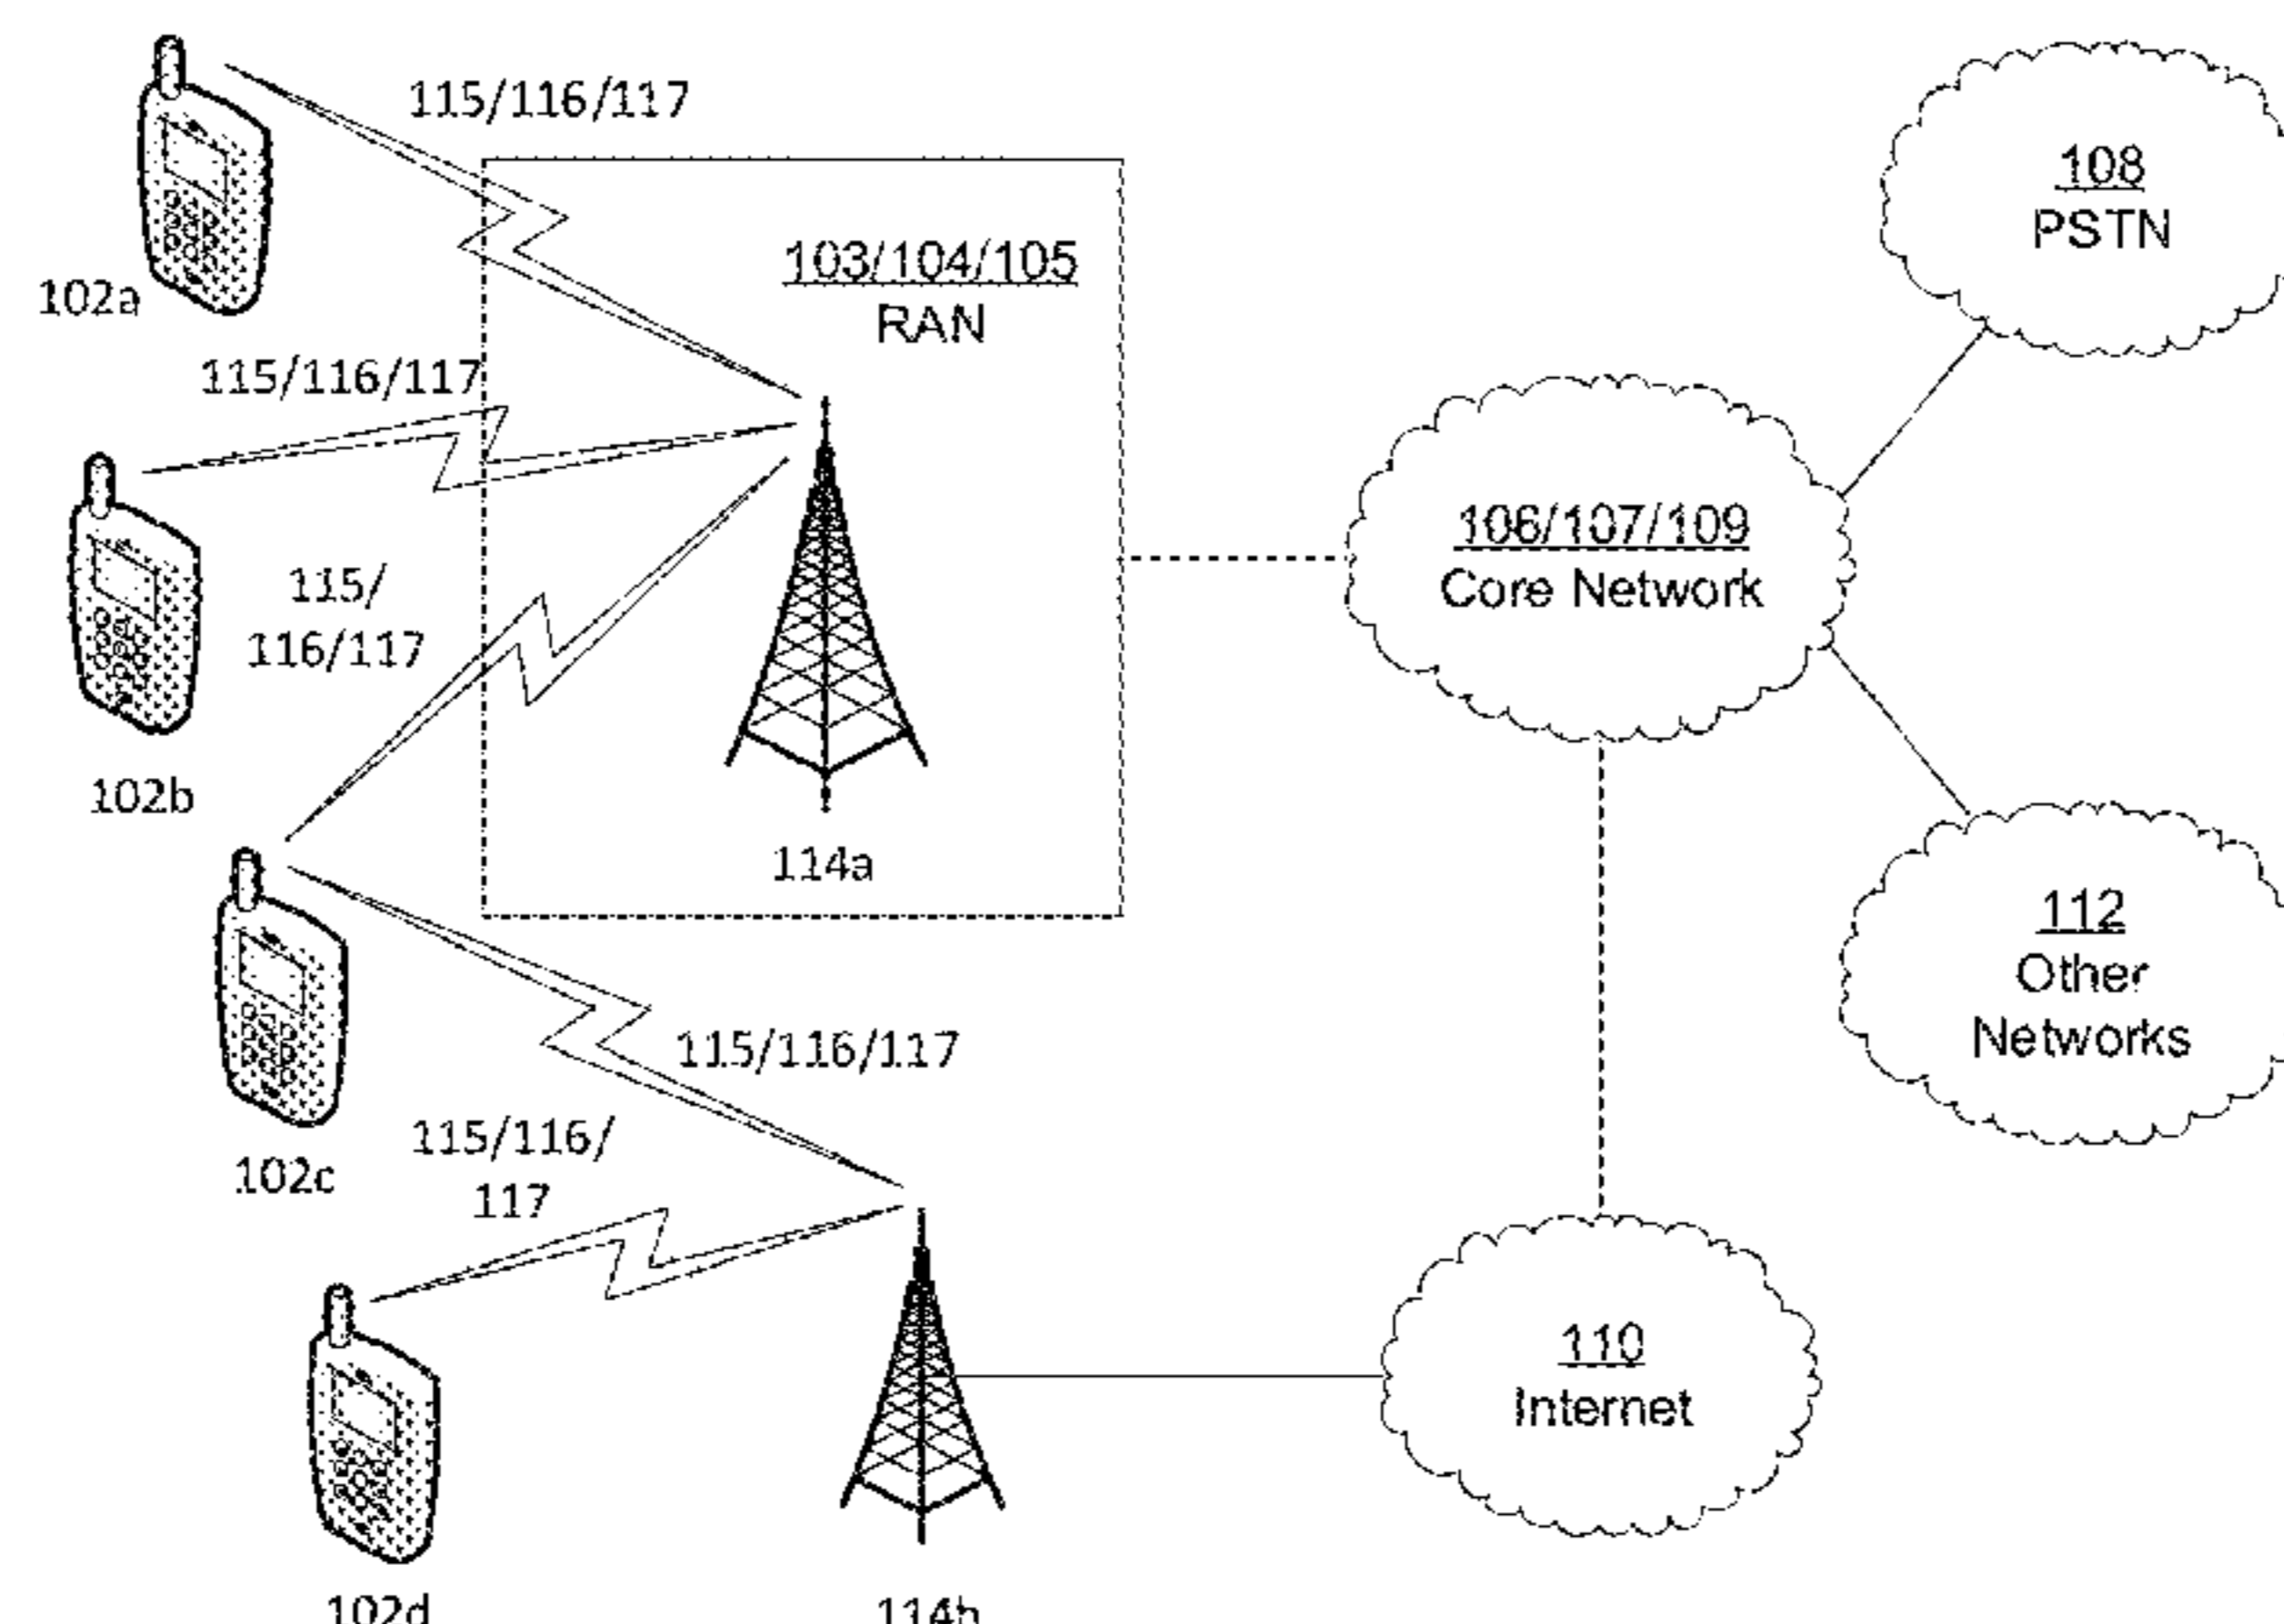 115/116/117
108
PSTN
103/104/105
RAN
102a
115/116/117
106/107/109
Core Network
115/
116/117
102b
114a
112
Other
Networks
115/116/117
115/116/
117
102c
110
Internet
102d
114b